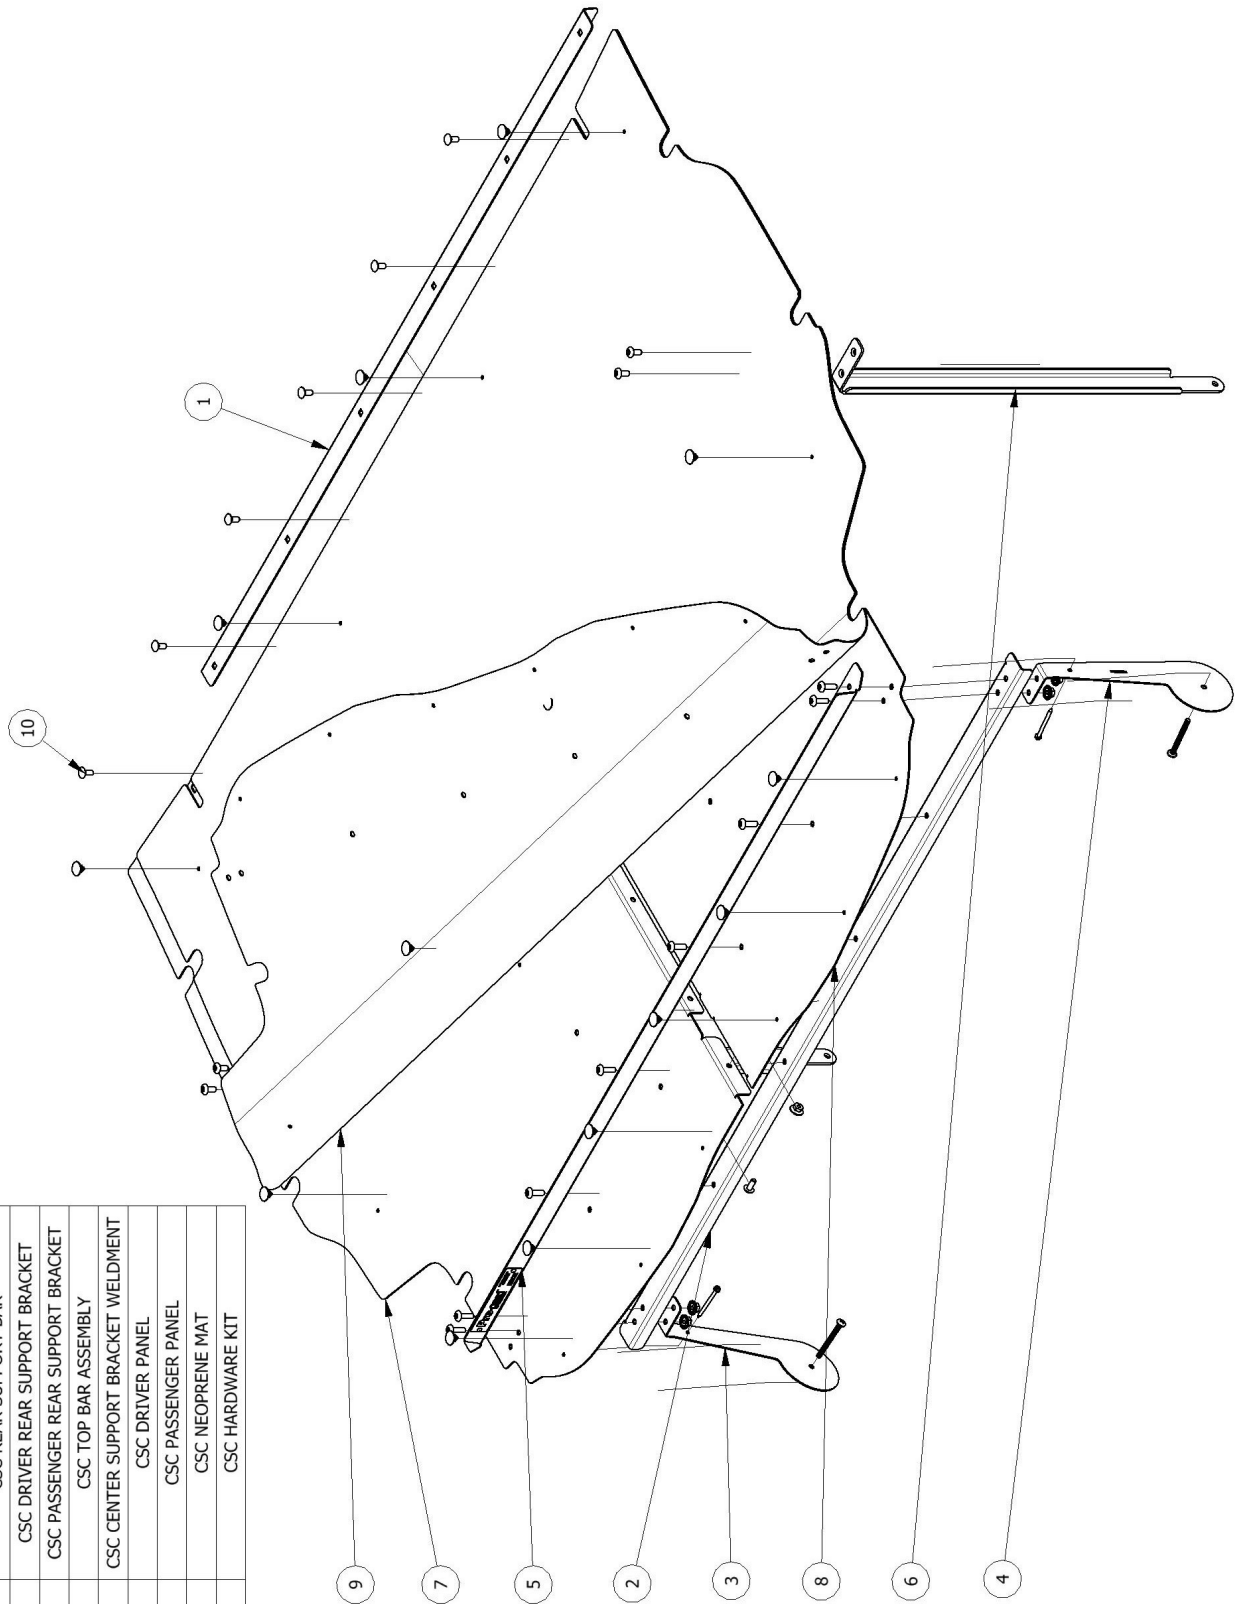 CSC DRIVER REAR SUPPORT BRACKET
CSC PASSENGER REAR SUPPORT BRACKET
CSC TOP BAR ASSEMBLY
CSC CENTER SUPPORT BRACKET WELDMENT
CSC DRIVER PANEL
CSC PASSENGER PANEL
CSC NEOPRENE MAT
CSC HARDWARE KIT
10
1
9
7
5
2
3
8
6
4